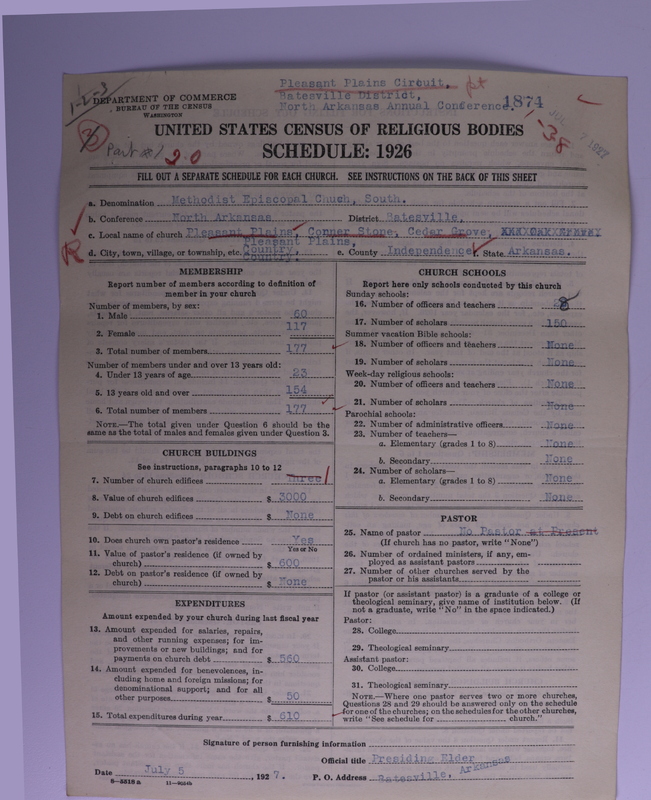 Pleasant Plains Circuit. pt
Batesville District,
North Arkansas Annual Conference.
1874
JUL 7 1927
1-2-3
1-38
DEPARTMENT OF COMMERCE
BUREAU OF THE CENSUS
WASHINGTON
Part #1 20
UNITED STATES CENSUS OF RELIGIOUS BODIES
SCHEDULE: 1926
FILL OUT A SEPARATE SCHEDULE FOR EACH CHURCH. SEE INSTRUCTIONS ON THE BACK OF THIS SHEET
a. Denomination Methodist Episcopal Chuch, South.
b. Conference North Arkansas District Batesville,
c. Local name of church Pleasant Plains, Conner Stone, Cedar Grove,
Pleasant Plains,
d. City, town, village, or township, etc. Country, e. County Independence f. State Arkansas.
Country,
MEMBERSHIP
Report number of members according to definition of
member in your church
Number of members, by sex:
1. Male 60
2. Female 117
3. Total number of members 177
Number of members under and over 13 years old:
4. Under 13 years of age 23
5. 13 years old and over 154
6. Total number of members 177
NOTE.—The total given under Question 6 should be the
same as the total of males and females given under Question 3.
CHURCH BUILDINGS
See instructions, paragraphs 10 to 12
7. Number of church edifices Three 1
8. Value of church edifices $ 3000
9. Debt on church edifices $ None
10. Does church own pastor's residence Yes
Yes or No
11. Value of pastor's residence (if owned by
church) $ 600
12. Debt on pastor's residence (if owned by
church) $ None
EXPENDITURES
Amount expended by your church during last fiscal year
13. Amount expended for salaries, repairs,
and other running expenses; for im-
provements or new buildings; and for
payments on church debt $ 560
14. Amount expended for benevolences, in-
cluding home and foreign missions; for
denominational support; and for all
other purposes $ 50
15. Total expenditures during year $ 610
CHURCH SCHOOLS
Report here only schools conducted by this church
Sunday schools:
16. Number of officers and teachers 8
17. Number of scholars 150
Summer vacation Bible schools:
18. Number of officers and teachers None
19. Number of scholars None
Week-day religious schools:
20. Number of officers and teachers None
21. Number of scholars None
Parochial schools:
22. Number of administrative officers None
23. Number of teachers—
a. Elementary (grades 1 to 8) None
b. Secondary None
24. Number of scholars—
a. Elementary (grades 1 to 8) None
b. Secondary None
PASTOR
25. Name of pastor No Pastor at Present
(If church has no pastor, write "None")
26. Number of ordained ministers, if any, em-
ployed as assistant pastors
27. Number of other churches served by the
pastor or his assistants
If pastor (or assistant pastor) is a graduate of a college or
theological seminary, give name of institution below. (If
not a graduate, write "No" in the space indicated.)
Pastor:
28. College
29. Theological seminary
Assistant pastor:
30. College
31. Theological seminary
NOTE.—Where one pastor serves two or more churches,
Questions 28 and 29 should be answered only on the schedule
for one of the churches; on the schedules for the other churches,
write "See schedule for church."
Signature of person furnishing information
Official title Presiding Elder
Date July 5, 1927. P. O. Address Batesville, Arkansas
8—5518a 11—9054b